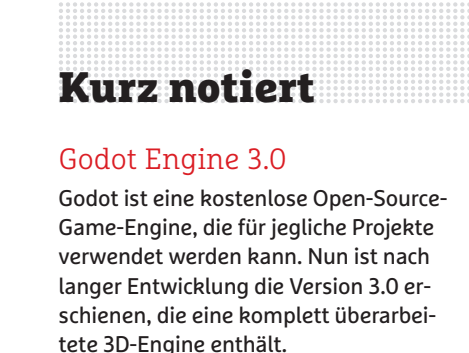 Kurz notiert
Godot Engine 3.0
Godot ist eine kostenlose Open-Source-
Game-Engine, die für jegliche Projekte
verwendet werden kann. Nun ist nach
langer Entwicklung die Version 3.0 er-
schienen, die eine komplett überarbei-
tete 3D-Engine enthält.